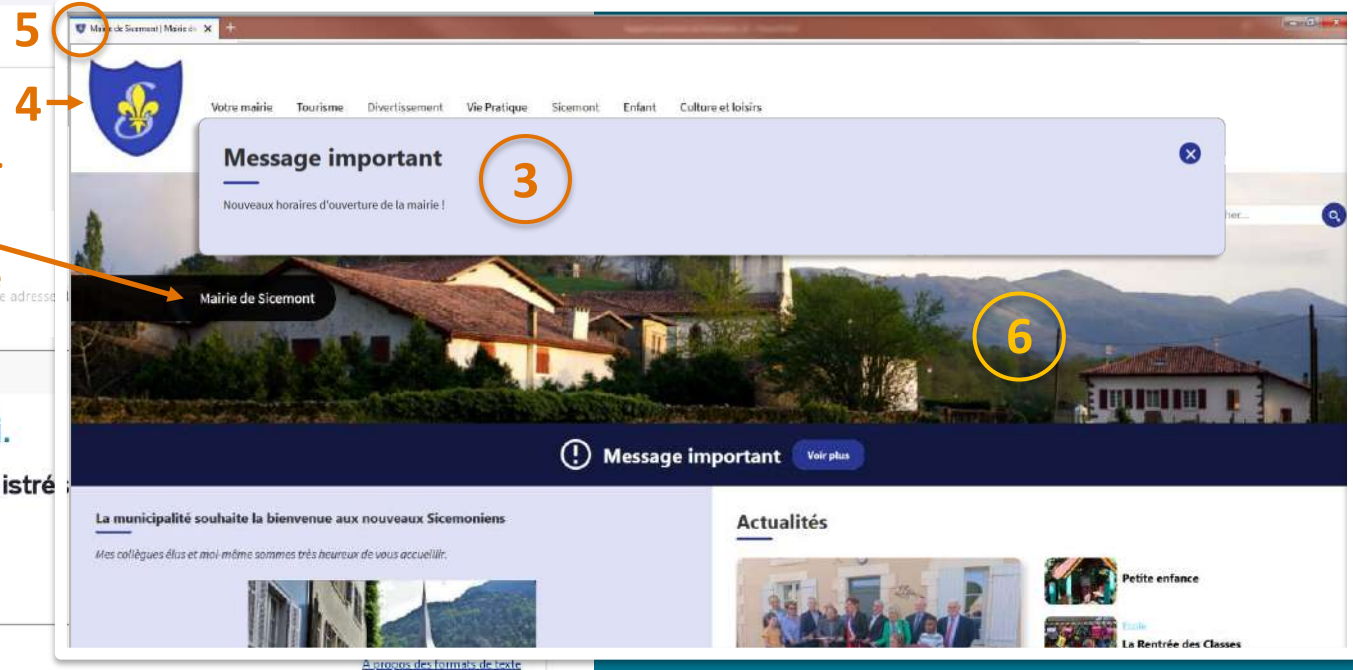 5
Mairie de Sicemont | Mairie de
4
Votre mairie Tourisme Divertissement Vie Pratique Sicemont Enfant Culture et loisirs
Message important
3
Nouveaux horaires d'ouverture de la mairie !
her...
e adresse
Mairie de Sicemont
6
Message important Voir plus
istré
La municipalité souhaite la bienvenue aux nouveaux Sicemoniens
Mes collègues élus et moi-même sommes très heureux de vous accueillir.
Actualités
Petite enfance
Ecole
La Rentrée des Classes
A propos des formats de texte